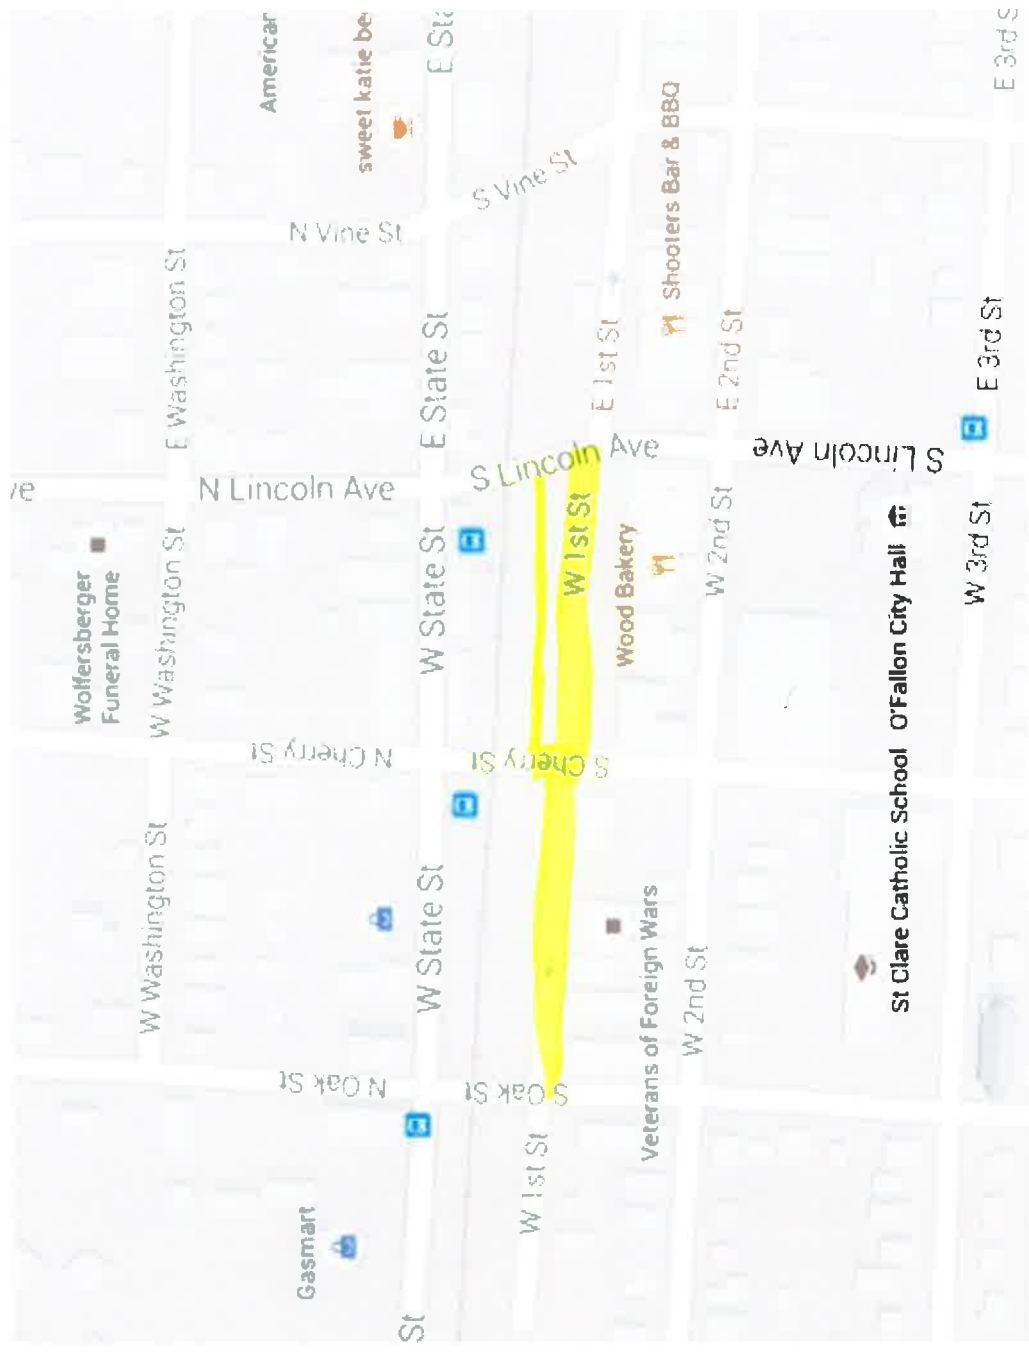 ve
Wolfersberger
Funeral Home
W Washington St
W Washington St
E Washington St
American
N Oak St
N Cherry St
N Lincoln Ave
N Vine St
Gasmart
sweet katie be
St
W State St
W State St
E State St
E Sta
S Oak St
S Cherry St
S Lincoln Ave
S Vine St
W 1st St
W 1st St
E 1st St
Wood Bakery
Shooters Bar & BBQ
Veterans of Foreign Wars
W 2nd St
W 2nd St
E 2nd St
S Lincoln Ave
St Clare Catholic School
O'Fallon City Hall
W 3rd St
E 3rd St
E 3rd S